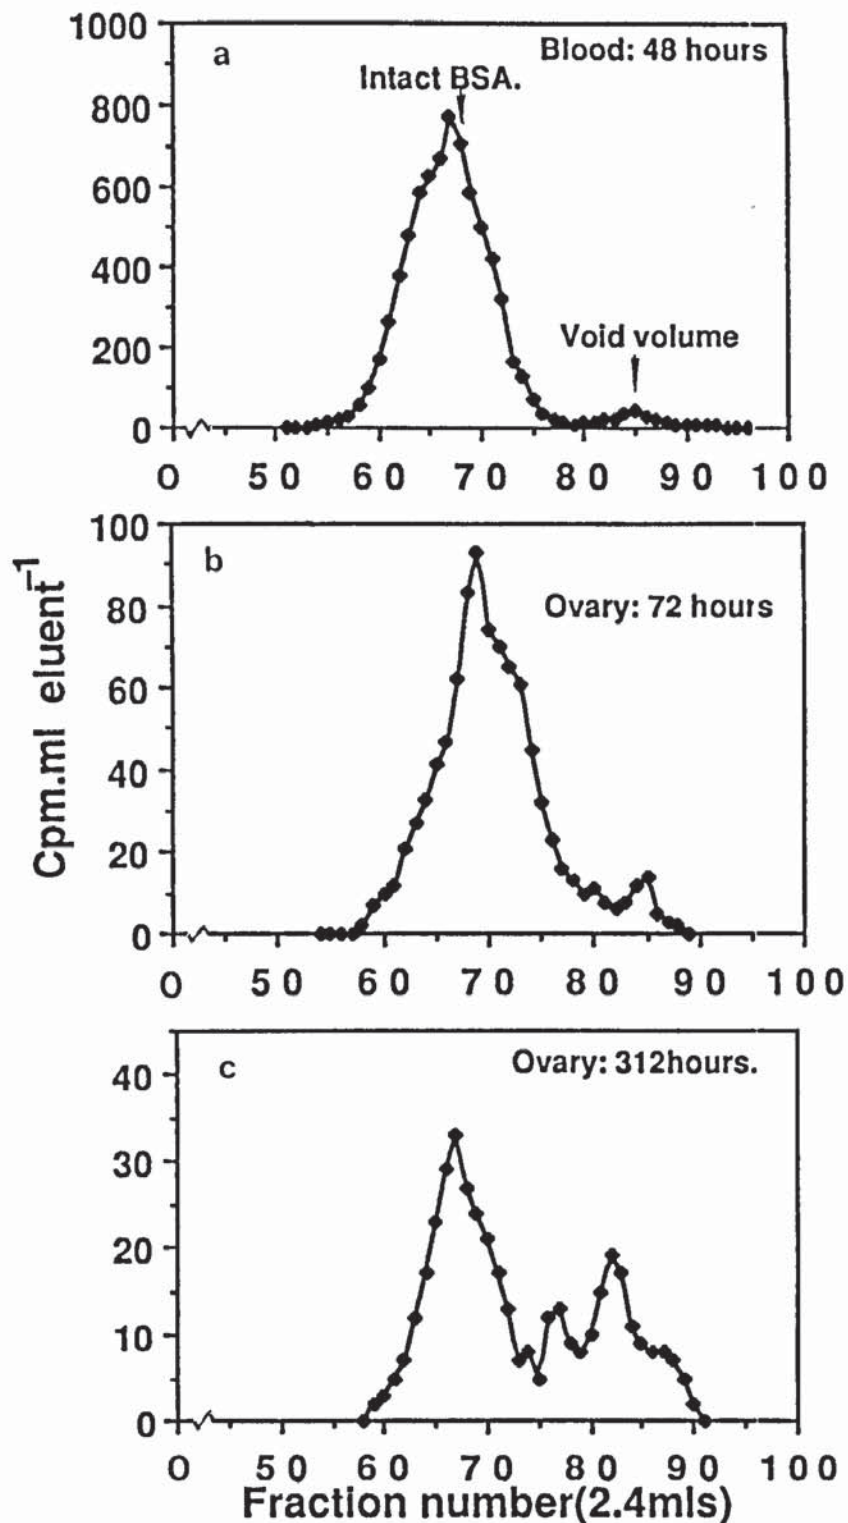 1000
a
Blood: 48 hours
Intact BSA.
800
600
400
Void volume
200
0
0 50 60 70 80 90 100
100
b
Ovary: 72 hours
80
60
40
20
0
0 50 60 70 80 90 100
Cpm.ml eluent⁻¹
c
Ovary: 312hours.
40
30
20
10
0
0 50 60 70 80 90 100
Fraction number(2.4mls)